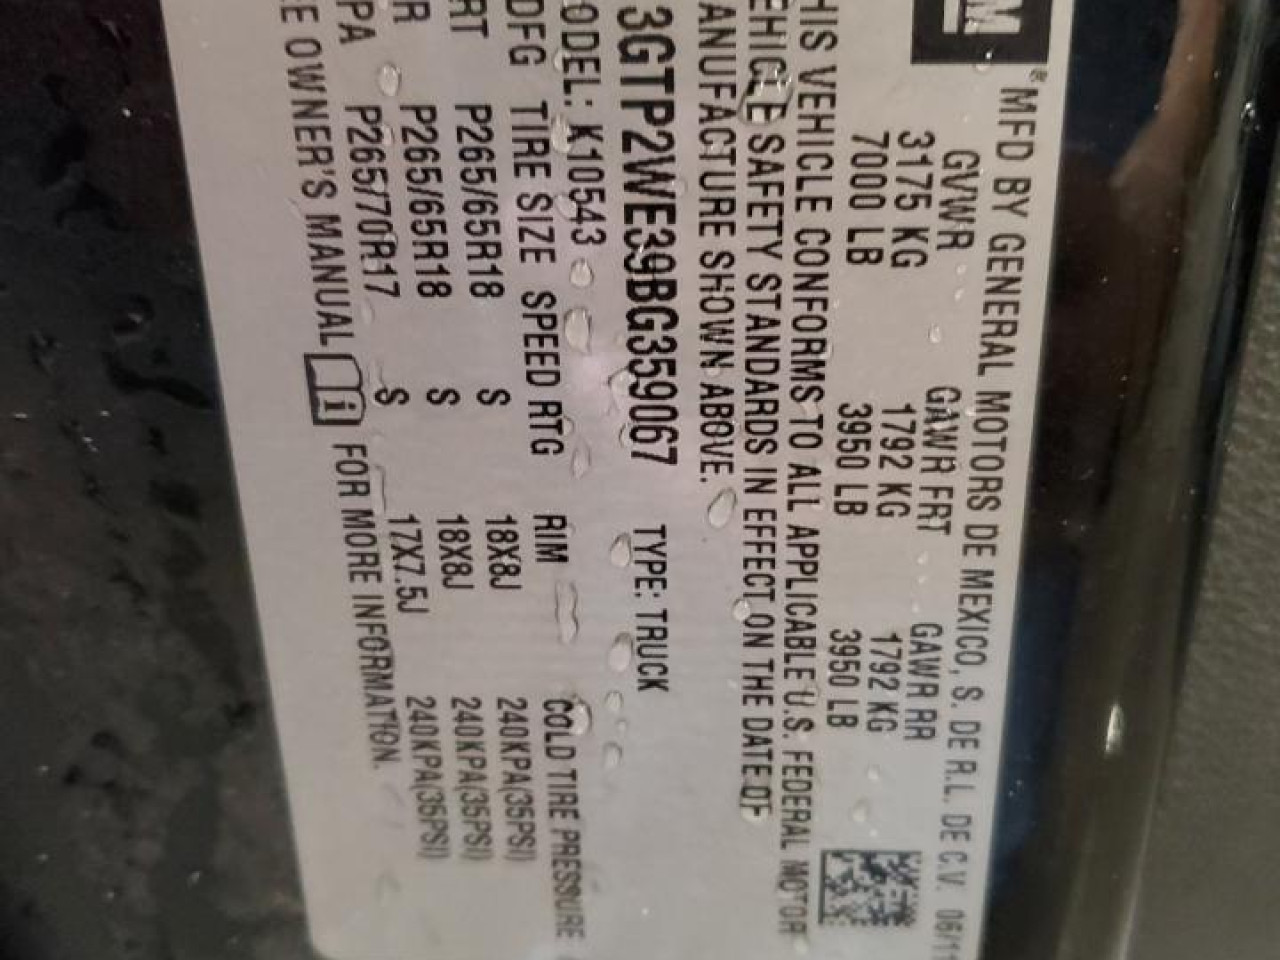 GM
® MFD BY GENERAL MOTORS DE MEXICO, S. DE R.L. DE C.V. 06/11
GVWR GAWR FRT GAWR RR
3175 KG 1792 KG 1792 KG
7000 LB 3950 LB 3950 LB
HIS VEHICLE CONFORMS TO ALL APPLICABLE U.S. FEDERAL MOTOR
EHICLE SAFETY STANDARDS IN EFFECT ON THE DATE OF
ANUFACTURE SHOWN ABOVE.
3GTP2WE39BG359067 TYPE: TRUCK
ODEL: K10543
DFG TIRE SIZE SPEED RTG RIM COLD TIRE PRESSURE
RT P265/65R18 S 18X8J 240KPA(35PSI)
R P265/65R18 S 18X8J 240KPA(35PSI)
PA P265/70R17 S 17X7.5J 240KPA(35PSI)
E OWNER'S MANUAL i FOR MORE INFORMATION.